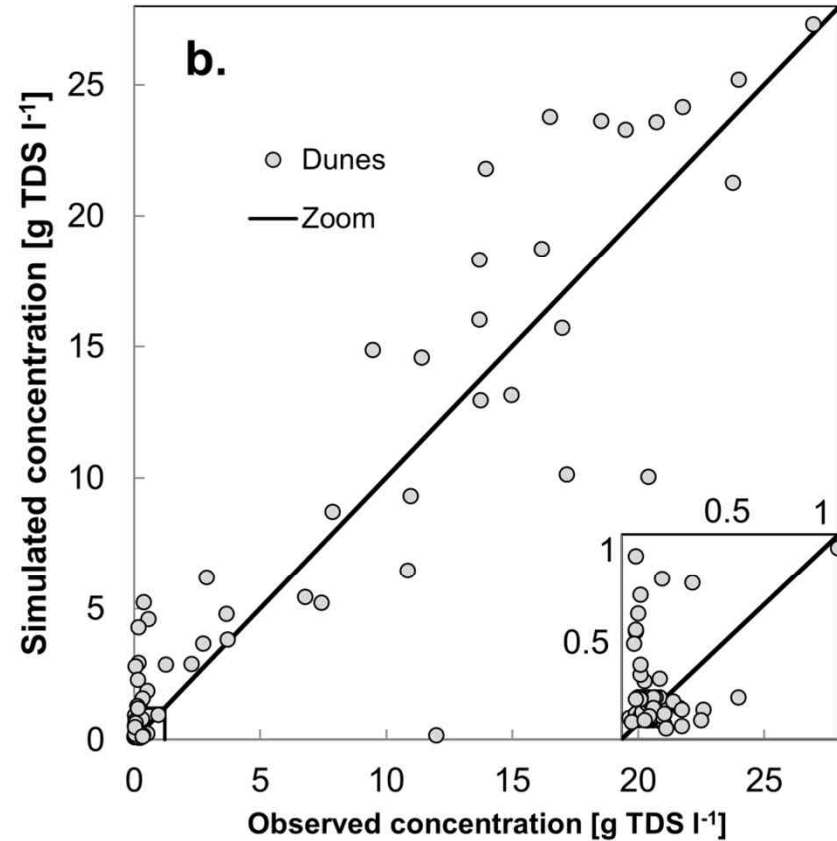 b.
Dunes
Zoom
Simulated concentration [g TDS l⁻¹]
25
20
15
10
5
0
0 5 10 15 20 25
Observed concentration [g TDS l⁻¹]
0.5 1
1
0.5